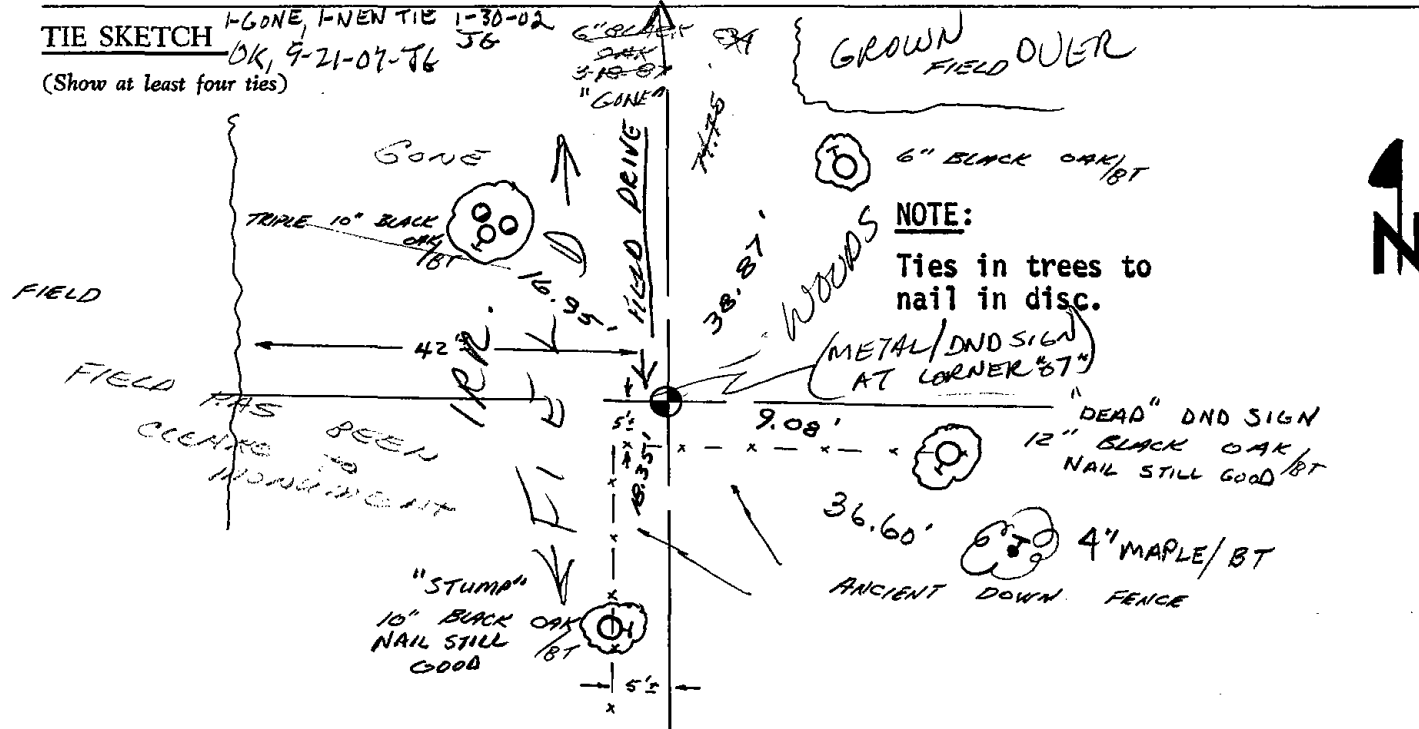 TIE SKETCH
1-GONE, 1-NEW TIE 1-30-02
JG
OK, 9-21-07-JG
(Show at least four ties)
6" BLACK
OAK
"GONE"
GROWN
FIELD OVER
GONE
FIELD DRIVE
6" BLACK OAK/BT
TRIPLE 10" BLACK
OAK
/BT
16.95'
38.87'
WOODS
NOTE:
Ties in trees to
nail in disc.
N
FIELD
42'±
IRR.
FIELD
(METAL/DND SIGN
AT CORNER "07")
FIELD HAS BEEN
CLEARED TO
MONUMENT
5'±
18.35'
9.08'
"DEAD" DND SIGN
12" BLACK OAK/BT
NAIL STILL GOOD
36.60'
4" MAPLE/BT
ANCIENT DOWN FENCE
"STUMP"
10" BLACK OAK
/BT
NAIL STILL
GOOD
5'±